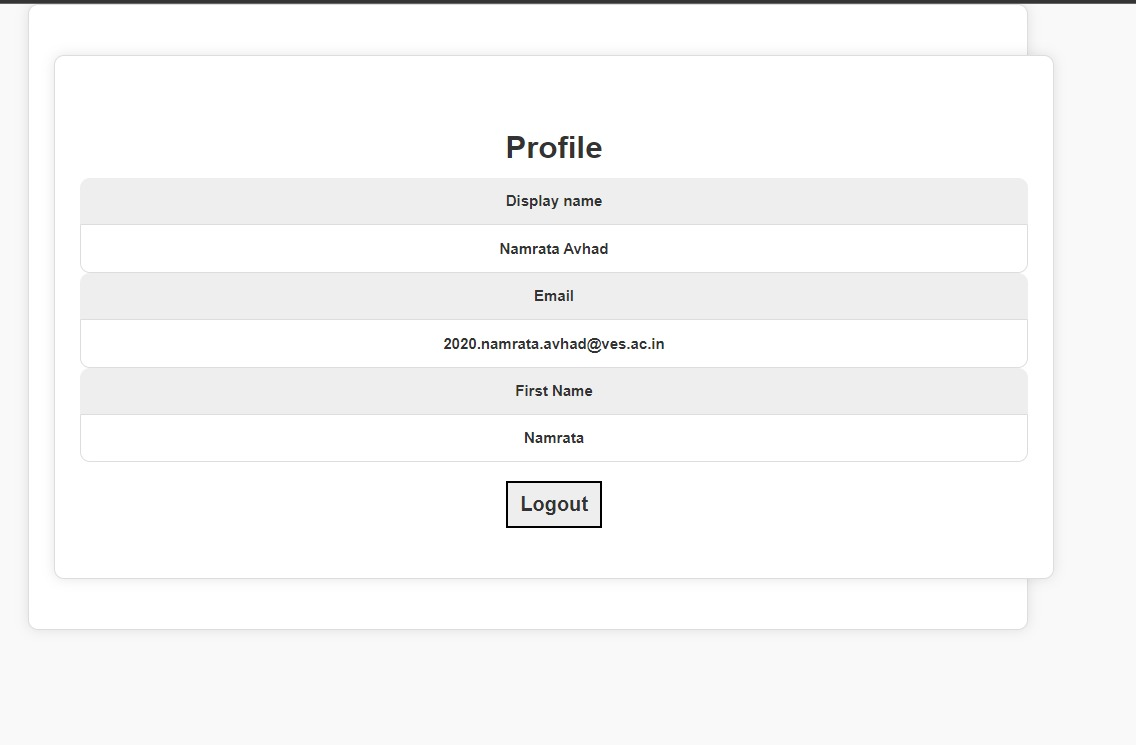 Profile
Display name
Namrata Avhad
Email
2020.namrata.avhad@ves.ac.in
First Name
Namrata
Logout